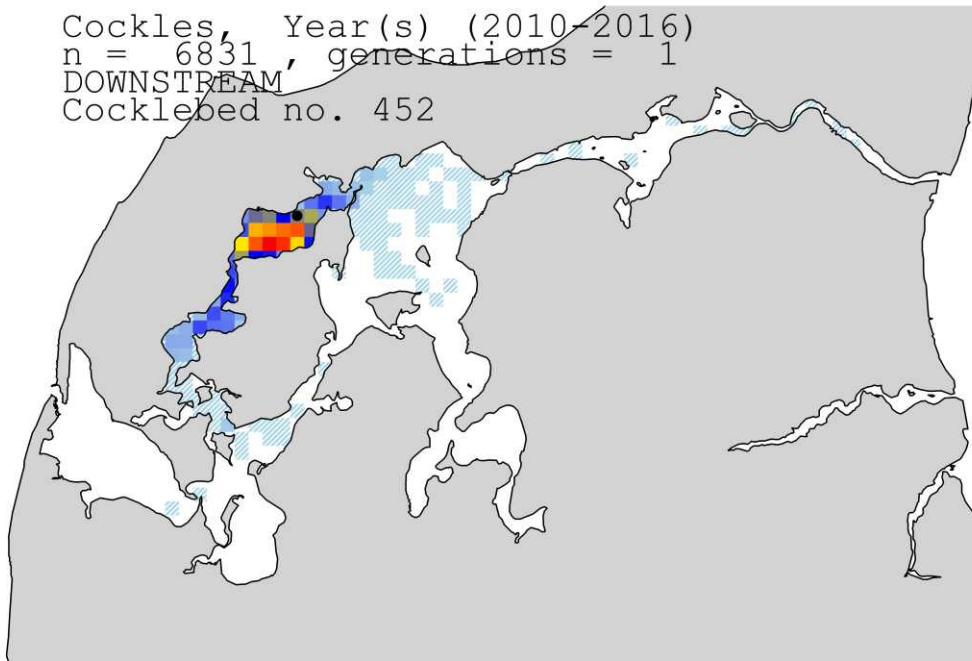 Cockles, Year(s) (2010-2016)
n = 6831 , generations = 1
DOWNSTREAM
Cocklebed no. 452